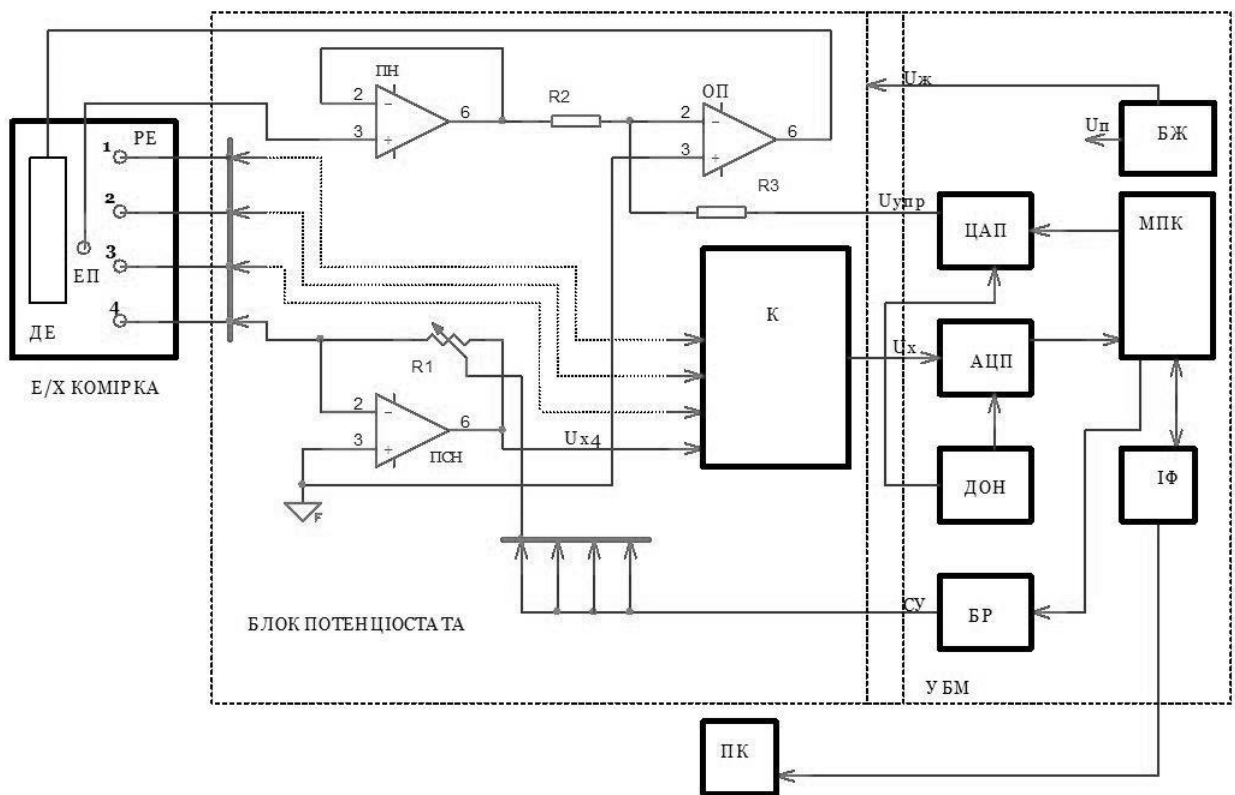 ПН
ОП
Uж
2
6
R2
2
6
3
3
Uп
БЖ
РЕ
1
2
ЕП
3
4
ДЕ
R3
Uупр
ЦАП
МПК
К
Uх
АЦП
R1
Е/Х КОМІРКА
2
6
3
ПСН
Uх4
F
ДОН
ІФ
СУ
БР
БЛОК ПОТЕНЦІОСТАТА
УБМ
ПК